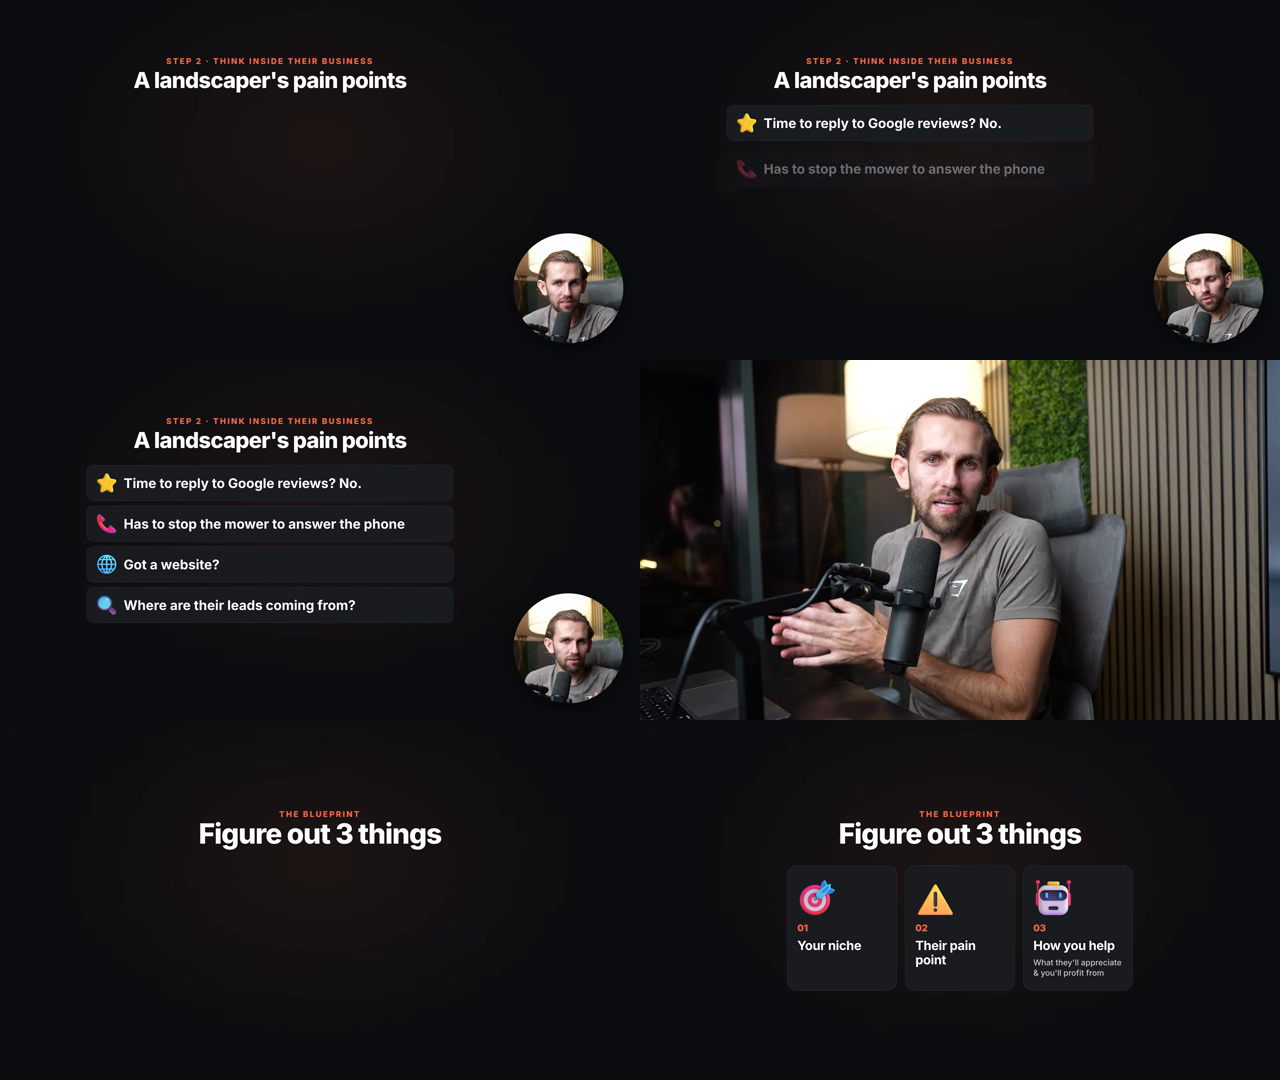 STEP 2 · THINK INSIDE THEIR BUSINESS
A landscaper's pain points
STEP 2 · THINK INSIDE THEIR BUSINESS
A landscaper's pain points
Time to reply to Google reviews? No.
Has to stop the mower to answer the phone
STEP 2 · THINK INSIDE THEIR BUSINESS
A landscaper's pain points
Time to reply to Google reviews? No.
Has to stop the mower to answer the phone
Got a website?
Where are their leads coming from?
THE BLUEPRINT
Figure out 3 things
THE BLUEPRINT
Figure out 3 things
01
Your niche
02
Their pain
point
03
How you help
What they'll appreciate
& you'll profit from